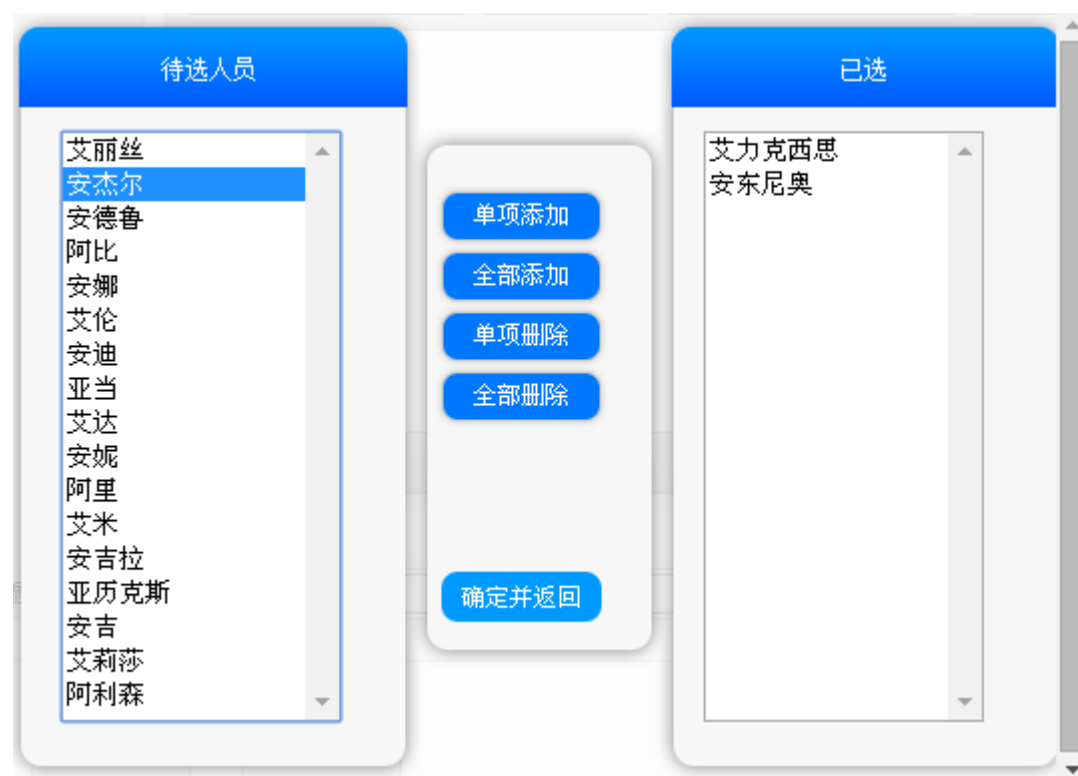 待选人员
艾丽丝
安杰尔
安德鲁
阿比
安娜
艾伦
安迪
亚当
艾达
安妮
阿里
艾米
安吉拉
亚历克斯
安吉
艾莉莎
阿利森
单项添加
全部添加
单项删除
全部删除
确定并返回
已选
艾力克西思
安东尼奥